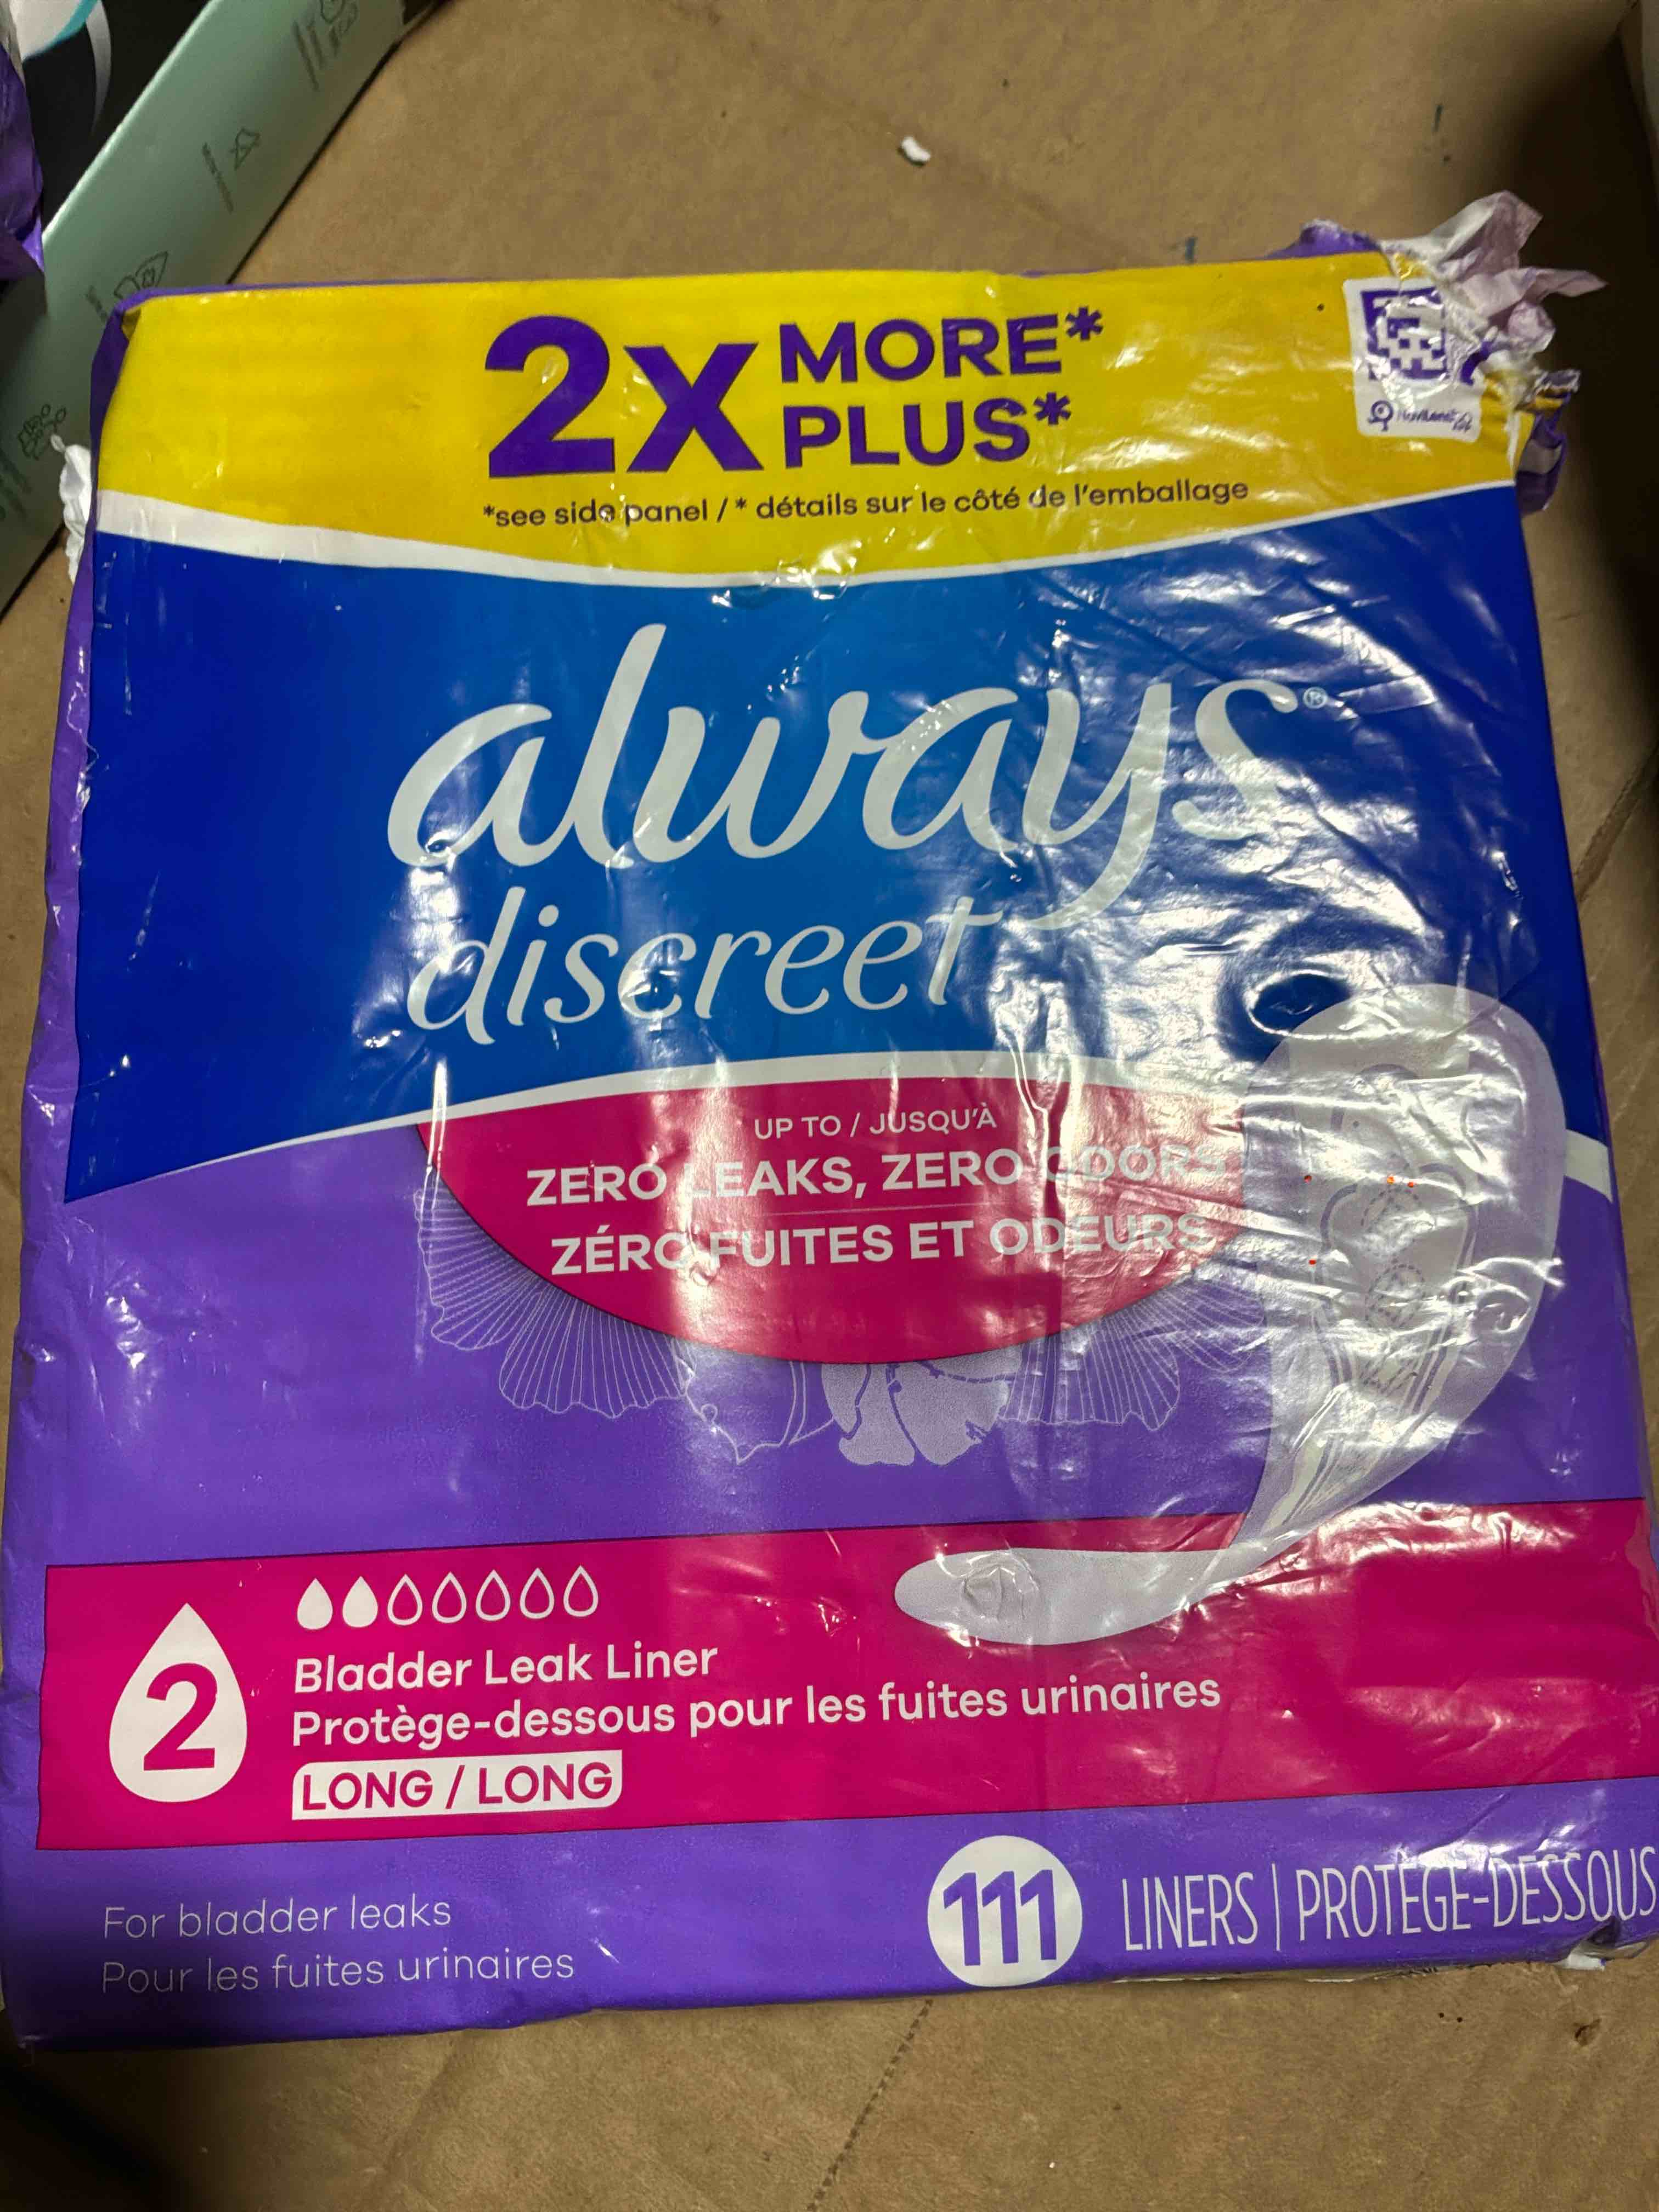 2X MORE*
PLUS*
*see side panel / * détails sur le côté de l'emballage
NaviLens
always®
discreet
UP TO / JUSQU'À
ZERO LEAKS, ZERO ODORS
ZÉRO FUITES ET ODEURS
2
Bladder Leak Liner
Protège-dessous pour les fuites urinaires
LONG / LONG
For bladder leaks
Pour les fuites urinaires
111 LINERS | PROTÈGE-DESSOUS